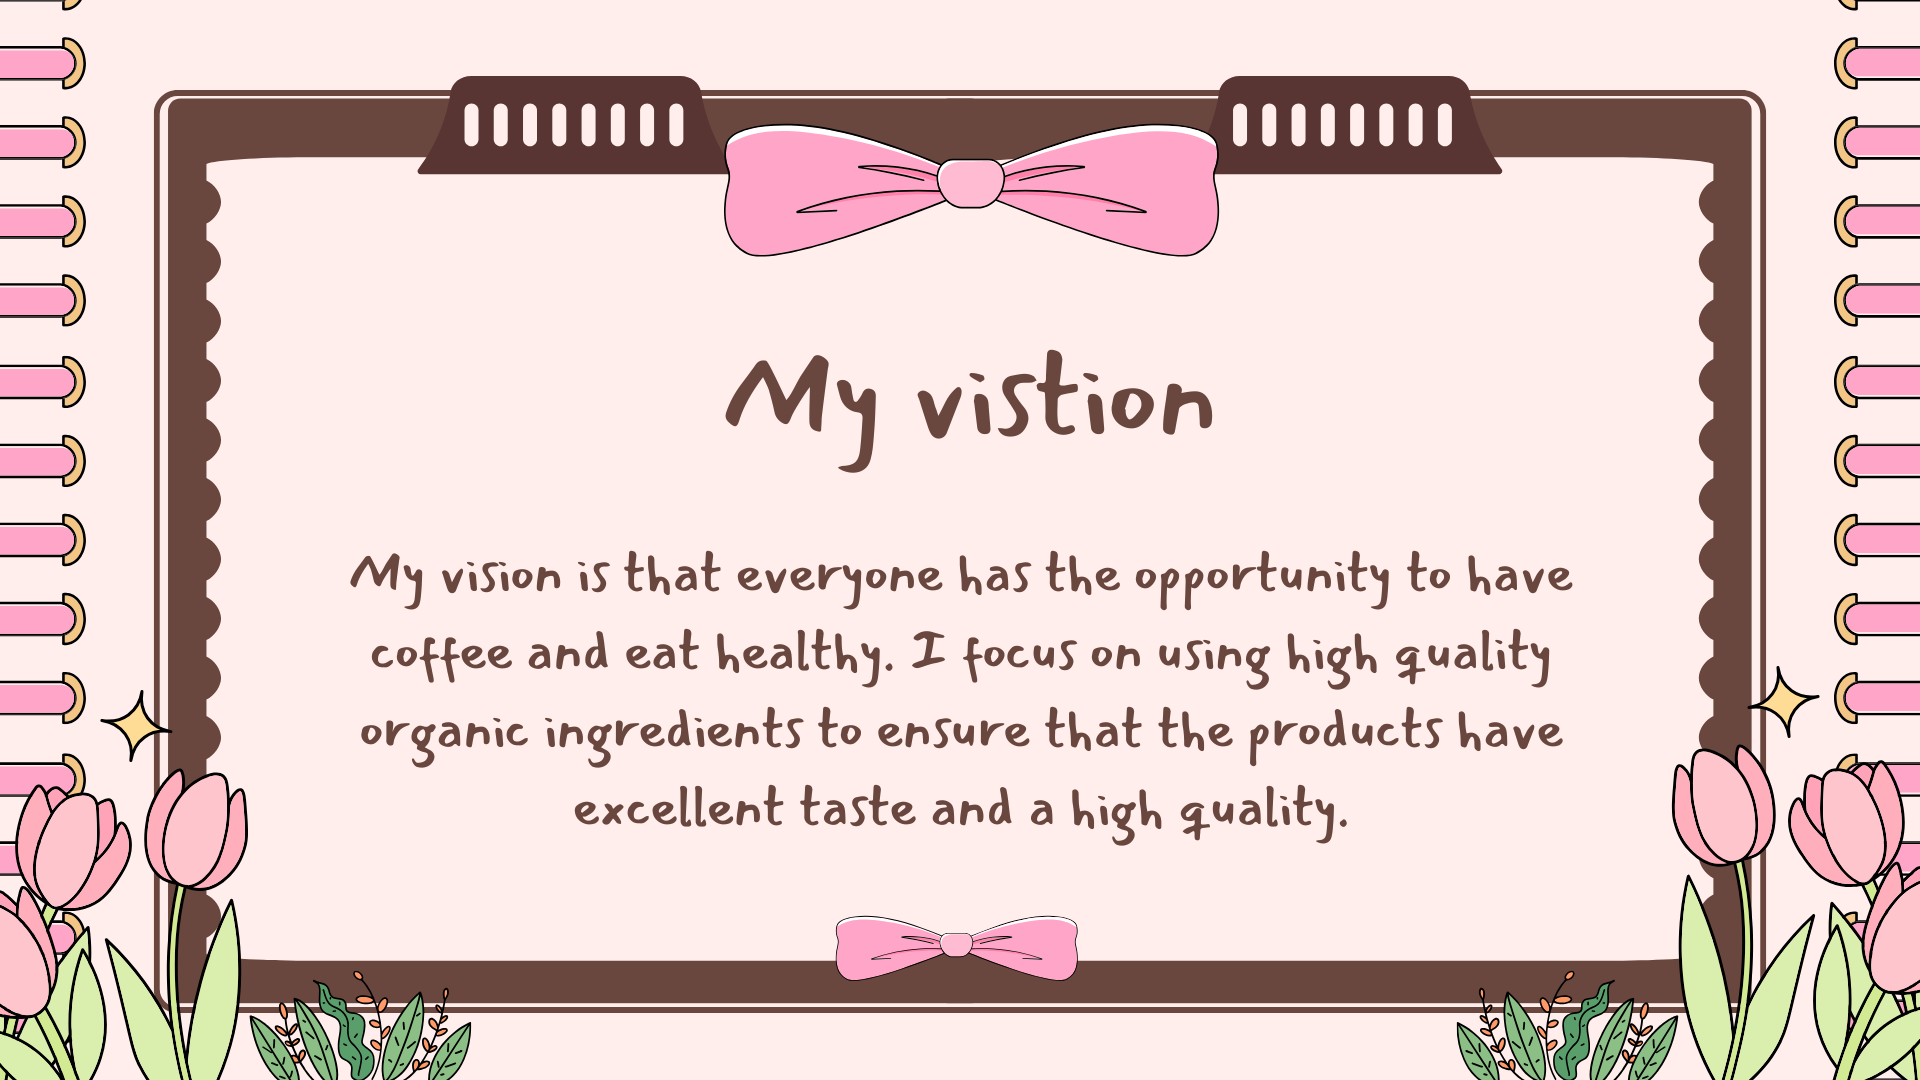 My vistion
My vision is that everyone has the opportunity to have
coffee and eat healthy. I focus on using high quality
organic ingredients to ensure that the products have
excellent taste and a high quality.